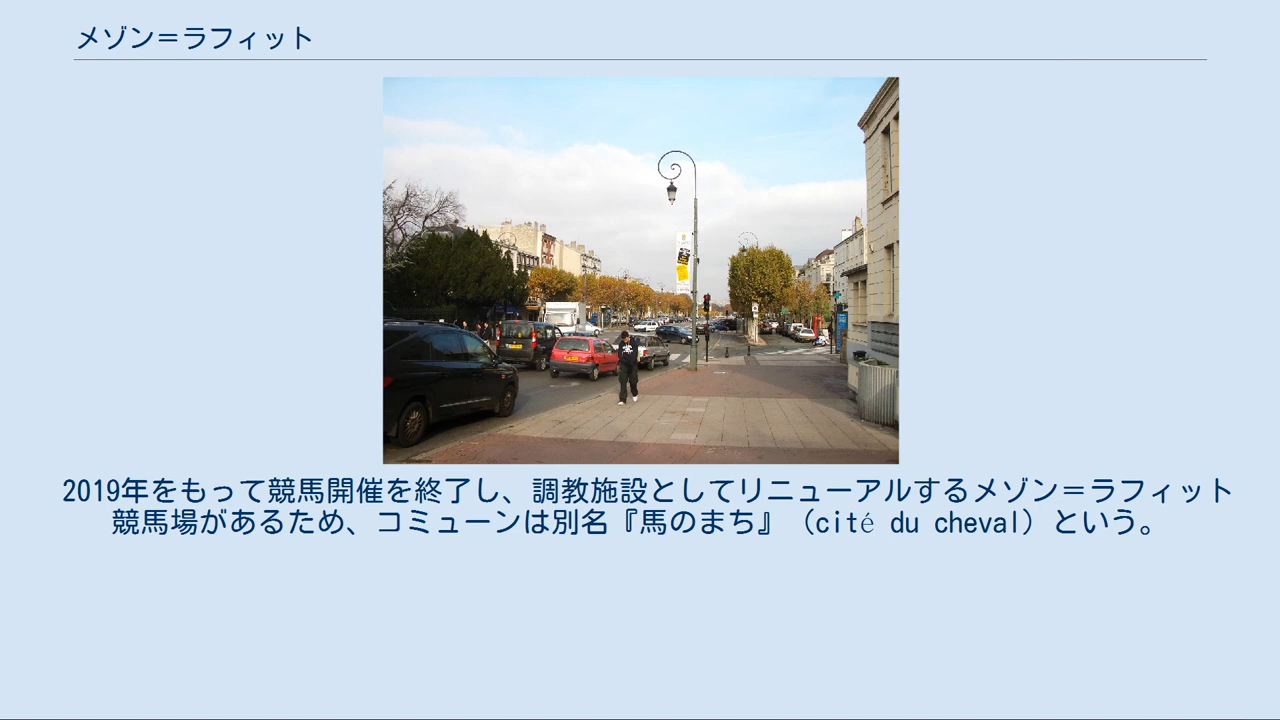 メゾン＝ラフィット
2019年をもって競馬開催を終了し、調教施設としてリニューアルするメゾン＝ラフィット
競馬場があるため、コミューンは別名『馬のまち』（cité du cheval）という。